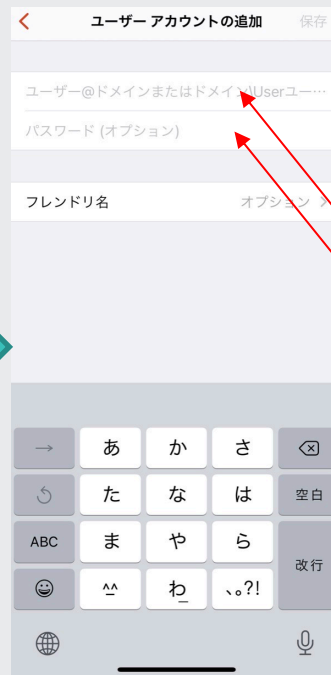 ユーザー アカウントの追加 保存
ユーザー@ドメインまたはドメイン\Userユー…
パスワード (オプション)
フレンドリ名 オプション
→ あ か さ
た な は 空白
ABC ま や ら 改行
^^ わ_ 、。?!